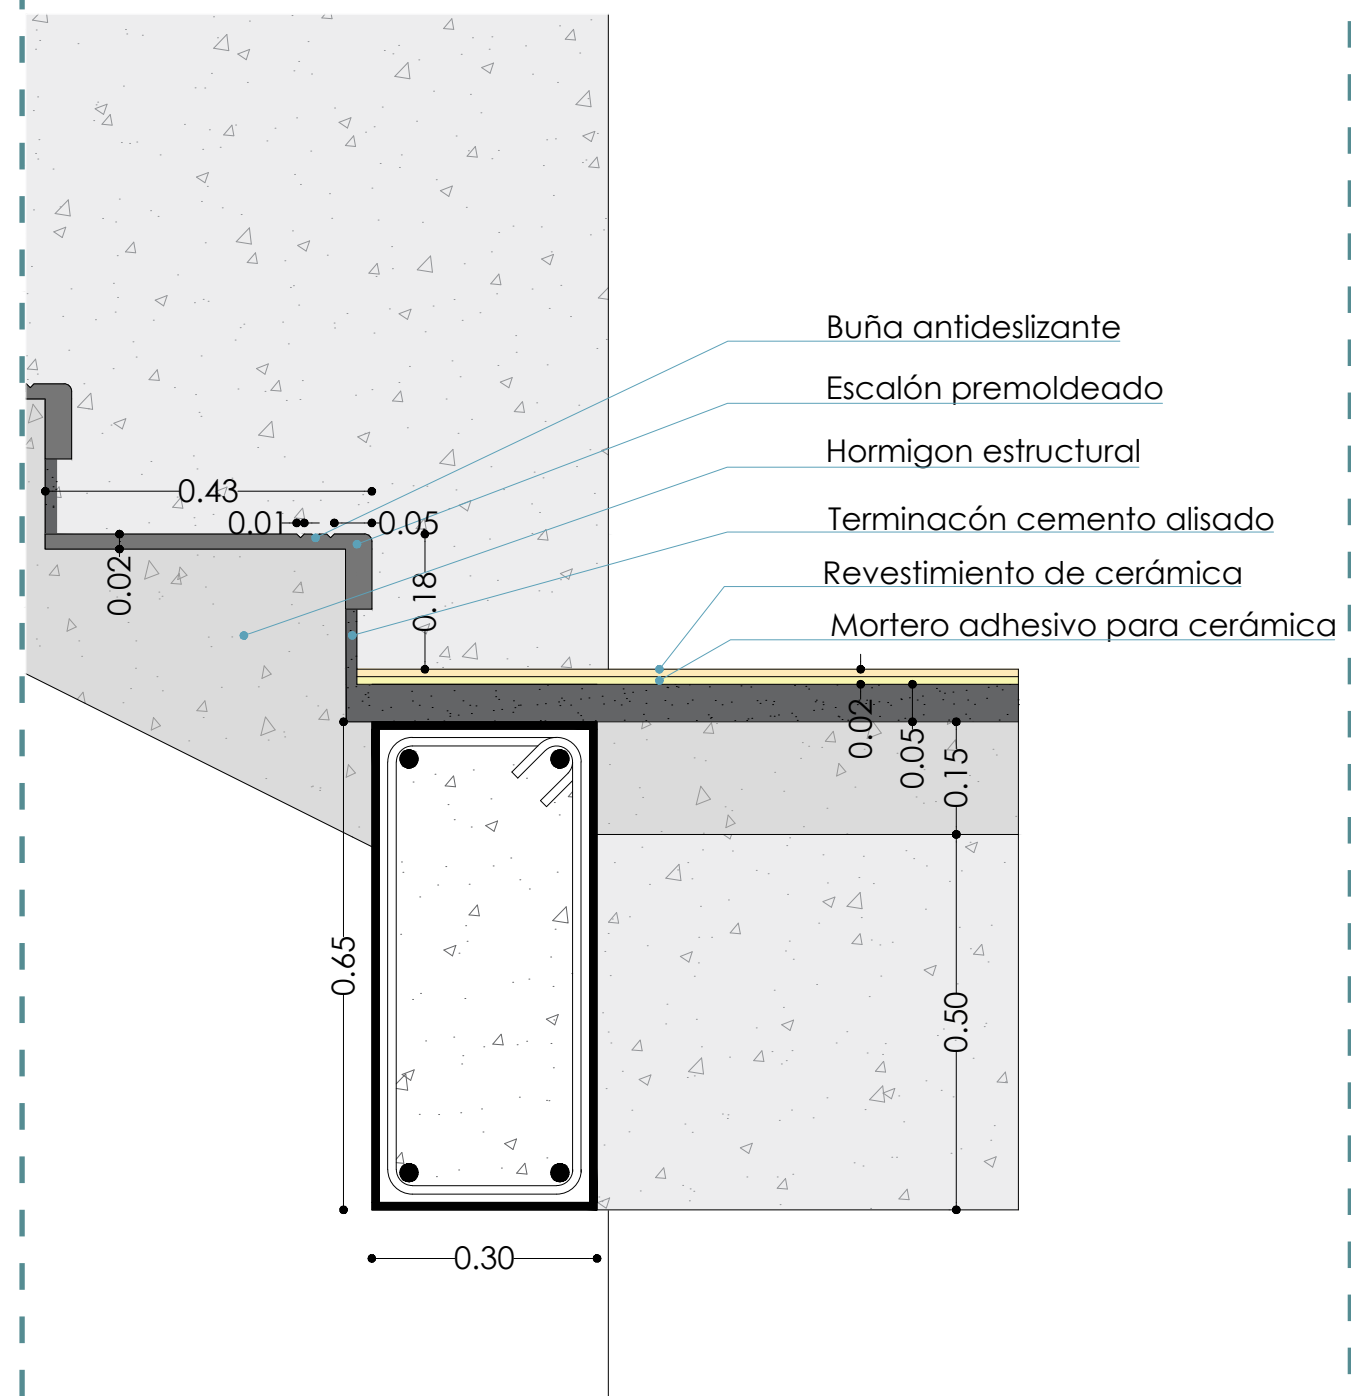 Buña antideslizante
Escalón premoldeado
Hormigon estructural
0.43
0.01
0.05
Terminacón cemento alisado
0.02
0.18
Revestimiento de cerámica
Mortero adhesivo para cerámica
0.02
0.05
0.15
0.65
0.50
0.30